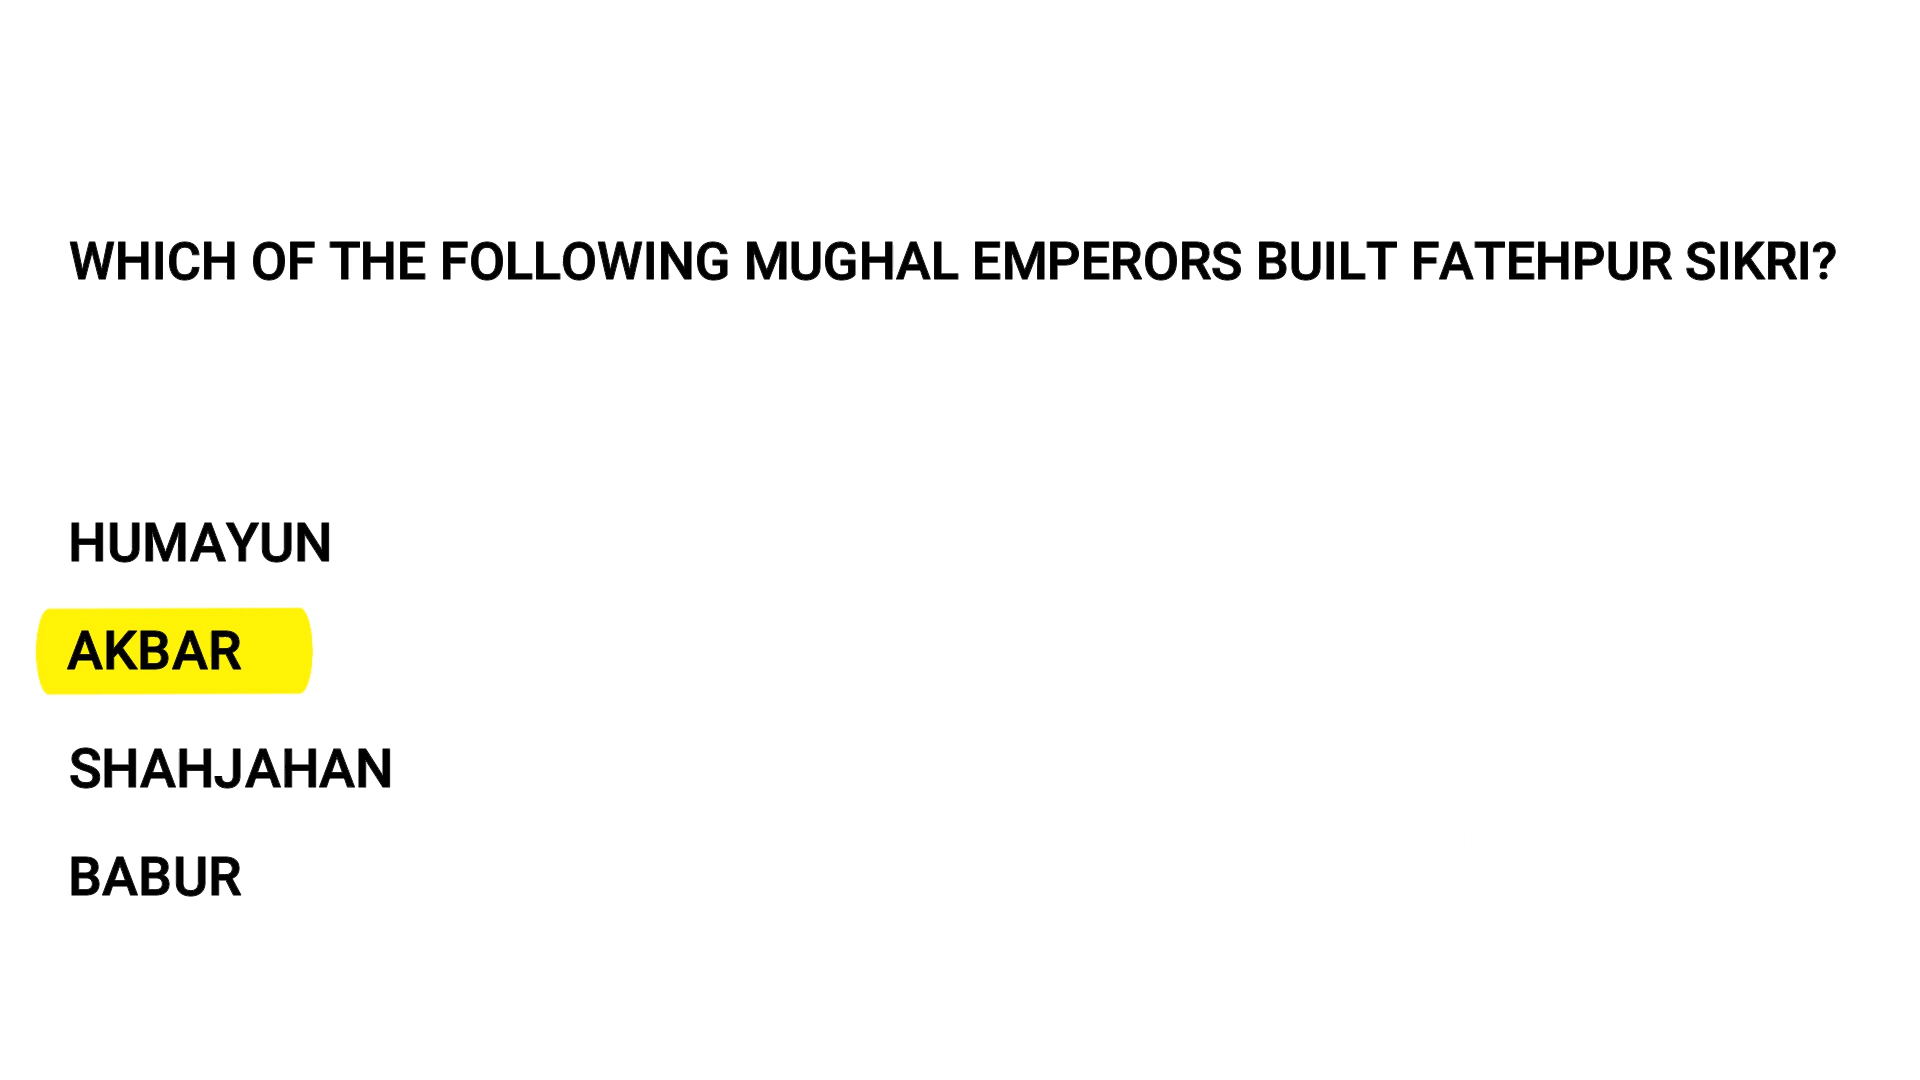 WHICH OF THE FOLLOWING MUGHAL EMPERORS BUILT FATEHPUR SIKRI?
HUMAYUN
AKBAR
SHAHJAHAN
BABUR